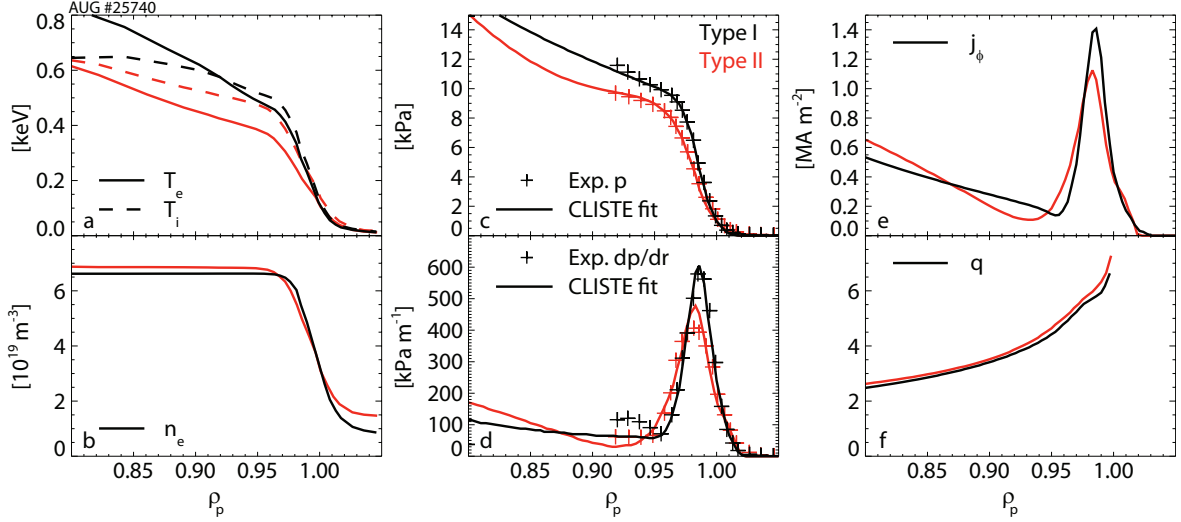 AUG #25740
0.8
0.6
0.4
0.2
0.0
[keV]
T_e
T_i
a
6
4
2
0
[10^19 m^-3]
n_e
b
0.85 0.90 0.95 1.00
ρ_p
14
12
10
8
6
4
2
0
[kPa]
Type I
Type II
Exp. p
CLISTE fit
c
600
500
400
300
200
100
0
[kPa m^-1]
Exp. dp/dr
CLISTE fit
d
0.85 0.90 0.95 1.00
ρ_p
1.4
1.2
1.0
0.8
0.6
0.4
0.2
0.0
[MA m^-2]
j_ϕ
e
6
4
2
0
q
f
0.85 0.90 0.95 1.00
ρ_p